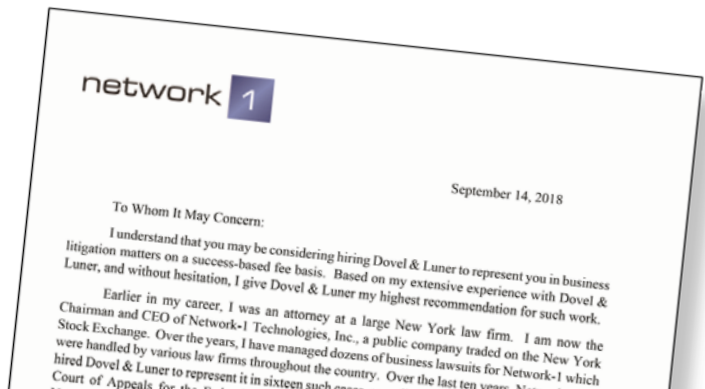 network 1
September 14, 2018
To Whom It May Concern:
I understand that you may be considering hiring Dovel & Luner to represent you in business
litigation matters on a success-based fee basis. Based on my extensive experience with Dovel &
Luner, and without hesitation, I give Dovel & Luner my highest recommendation for such work.
Earlier in my career, I was an attorney at a large New York law firm. I am now the
Chairman and CEO of Network-1 Technologies, Inc., a public company traded on the New York
Stock Exchange. Over the years, I have managed dozens of business lawsuits for Network-1 which
were handled by various law firms throughout the country. Over the last ten years,
hired Dovel & Luner to represent it in sixteen such
Court of Appeals for the